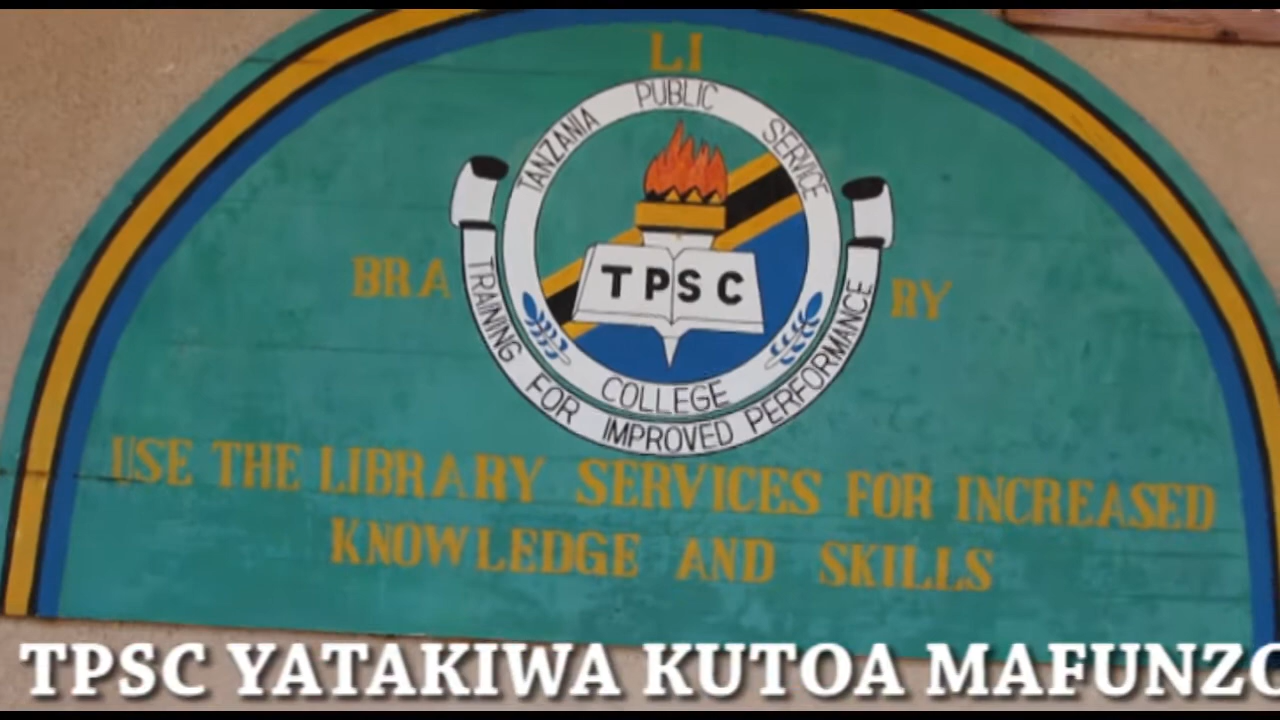 LI
BRA RY
TANZANIA PUBLIC SERVICE
COLLEGE
TPSC
TRAINING FOR IMPROVED PERFORMANCE
USE THE LIBRARY SERVICES FOR INCREASED
KNOWLEDGE AND SKILLS
TPSC YATAKIWA KUTOA MAFUNZO